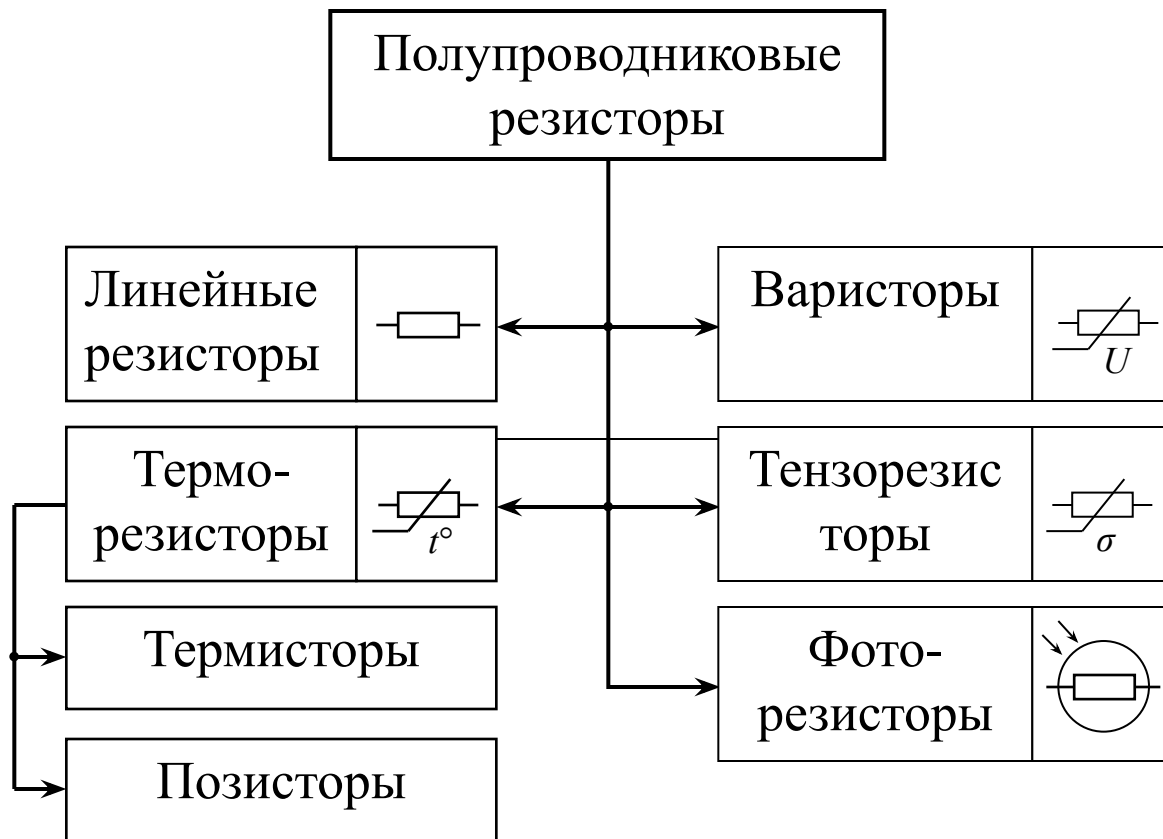 Полупроводниковые
резисторы
Линейные
резисторы
Варисторы
U
Термо-
резисторы
t°
Тензорезис
торы
σ
Термисторы
Фото-
резисторы
Позисторы